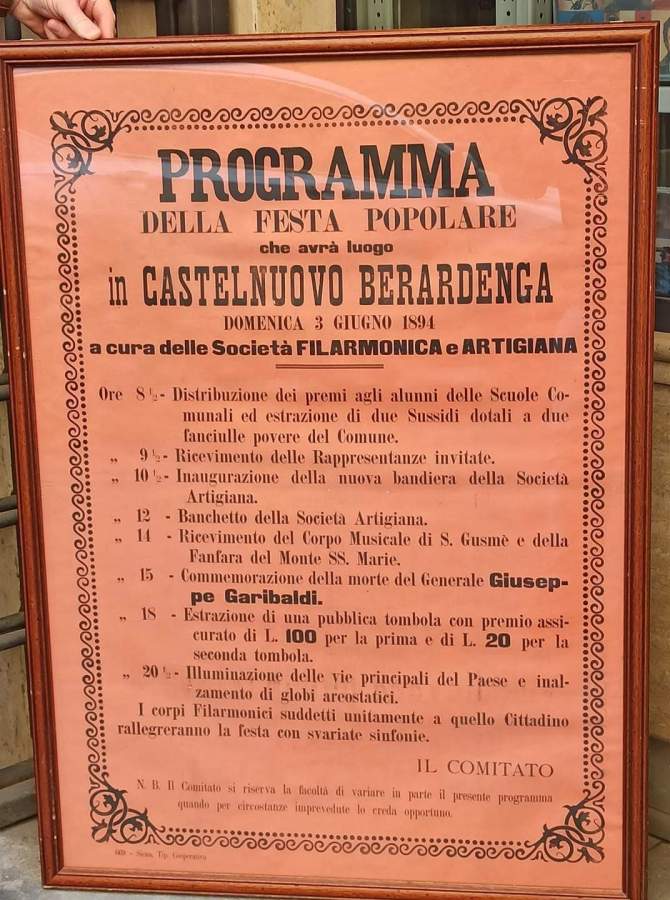 PROGRAMMA
DELLA FESTA POPOLARE
che avrà luogo
in CASTELNUOVO BERARDENGA
DOMENICA 3 GIUGNO 1894
a cura delle Società FILARMONICA e ARTIGIANA
Ore 8 1/2 - Distribuzione dei premi agli alunni delle Scuole Co-
munali ed estrazione di due Sussidi dotali a due
fanciulle povere del Comune.
„ 9 1/2 - Ricevimento delle Rappresentanze invitate.
„ 10 1/2 - Inaugurazione della nuova bandiera della Società
Artigiana.
„ 12 - Banchetto della Società Artigiana.
„ 14 - Ricevimento del Corpo Musicale di S. Gusmè e della
Fanfara del Monte SS. Marie.
„ 15 - Commemorazione della morte del Generale Giusep-
pe Garibaldi.
„ 18 - Estrazione di una pubblica tombola con premio assi-
curato di L. 100 per la prima e di L. 20 per la
seconda tombola.
„ 20 1/2 - Illuminazione delle vie principali del Paese e inal-
zamento di globi areostatici.
I corpi Filarmonici suddetti unitamente a quello Cittadino
rallegreranno la festa con svariate sinfonie.
IL COMITATO
N. B. Il Comitato si riserva la facoltà di variare in parte il presente programma
quando per circostanze imprevedute lo creda opportuno.
- Siena, Tip. Cooperativa